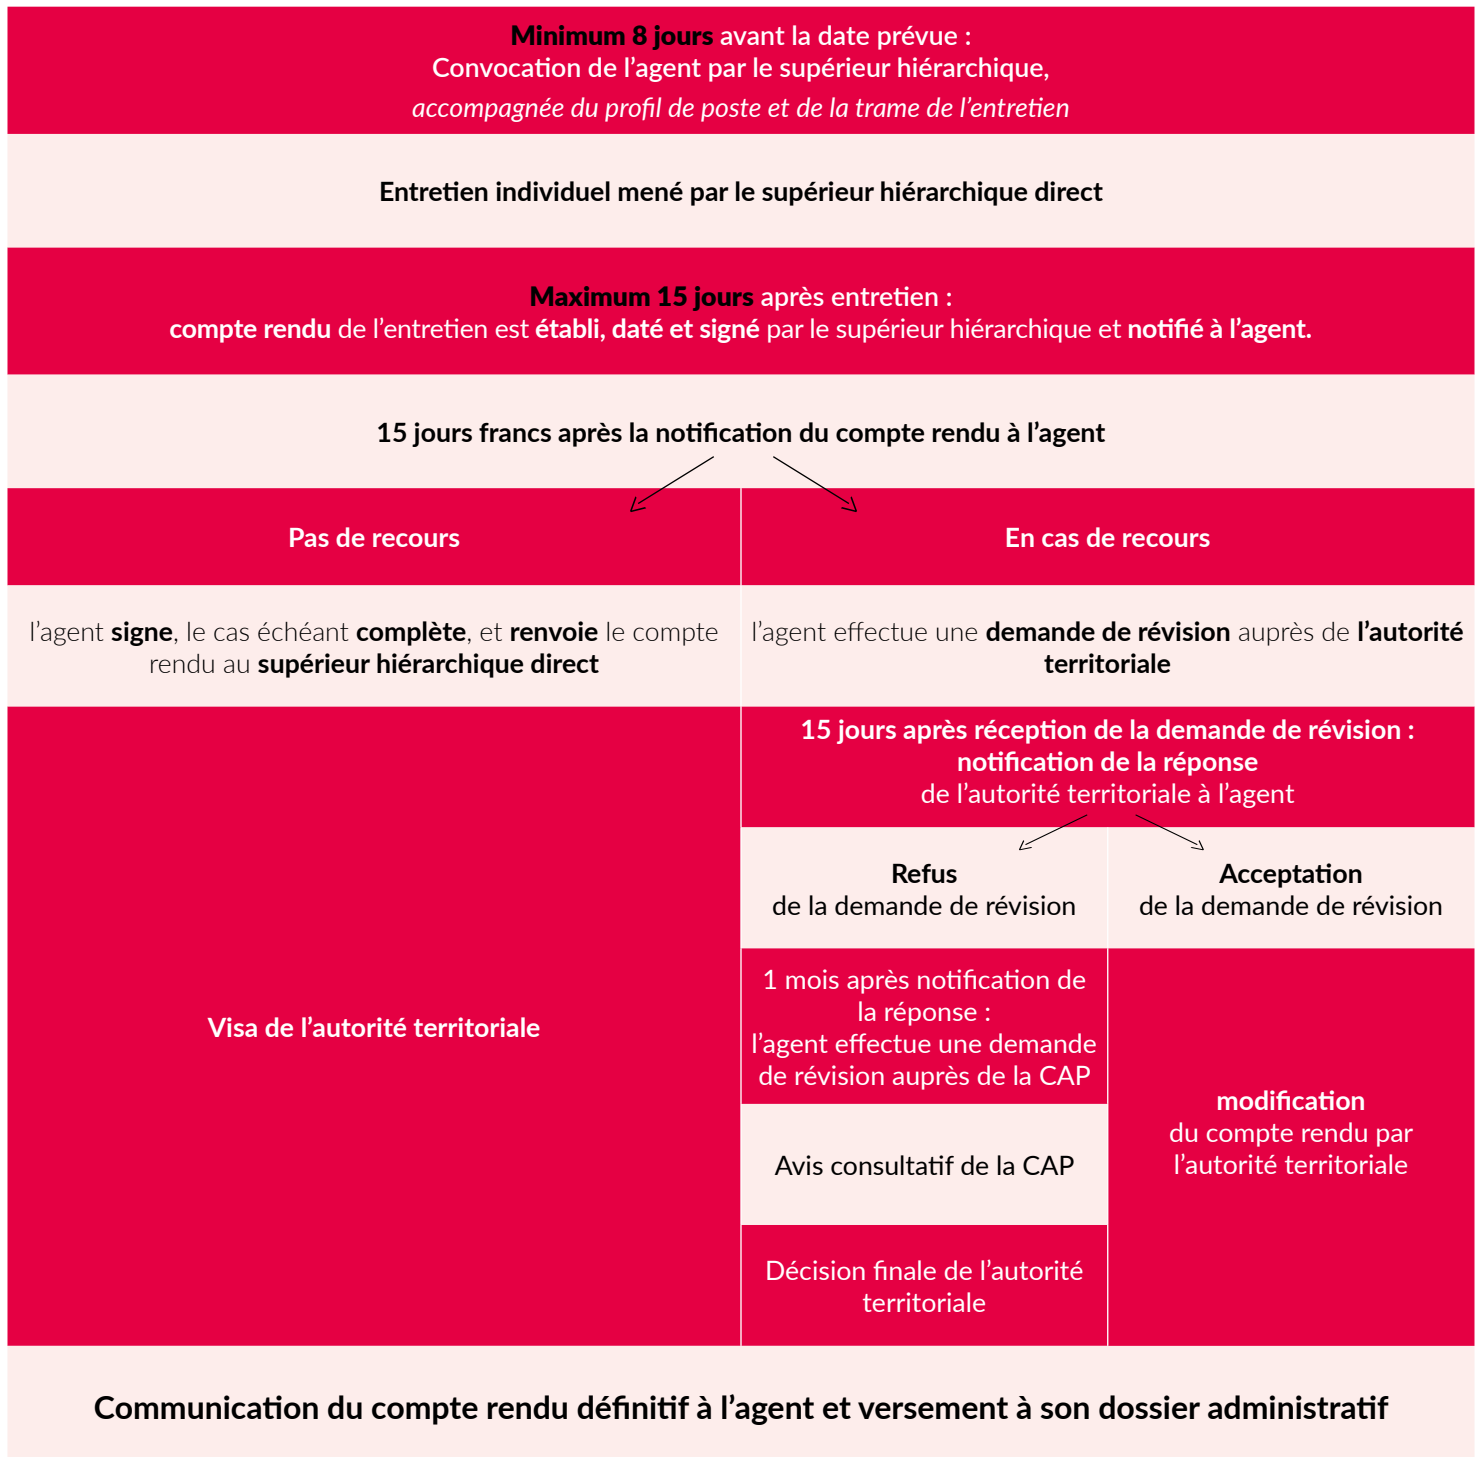 Minimum 8 jours avant la date prévue :
Convocation de l’agent par le supérieur hiérarchique,
accompagnée du profil de poste et de la trame de l’entretien
Entretien individuel mené par le supérieur hiérarchique direct
Maximum 15 jours après entretien :
compte rendu de l’entretien est établi, daté et signé par le supérieur hiérarchique et notifié à l’agent.
15 jours francs après la notification du compte rendu à l’agent
Pas de recours
En cas de recours
l’agent signe, le cas échéant complète, et renvoie le compte
rendu au supérieur hiérarchique direct
l’agent effectue une demande de révision auprès de l’autorité
territoriale
Visa de l’autorité territoriale
15 jours après réception de la demande de révision :
notification de la réponse
de l’autorité territoriale à l’agent
Refus
de la demande de révision
Acceptation
de la demande de révision
1 mois après notification de
la réponse :
l’agent effectue une demande
de révision auprès de la CAP
Avis consultatif de la CAP
Décision finale de l’autorité
territoriale
modification
du compte rendu par
l’autorité territoriale
Communication du compte rendu définitif à l’agent et versement à son dossier administratif